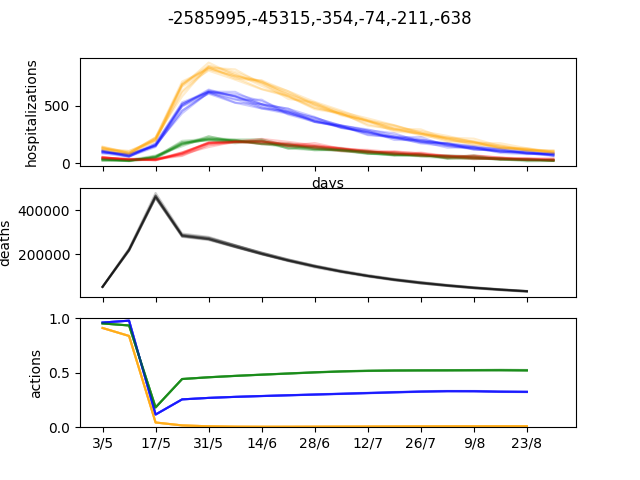 -2585995,-45315,-354,-74,-211,-638
hospitalizations
500
0
days
deaths
400000
200000
actions
1.0
0.5
0.0
3/5 17/5 31/5 14/6 28/6 12/7 26/7 9/8 23/8